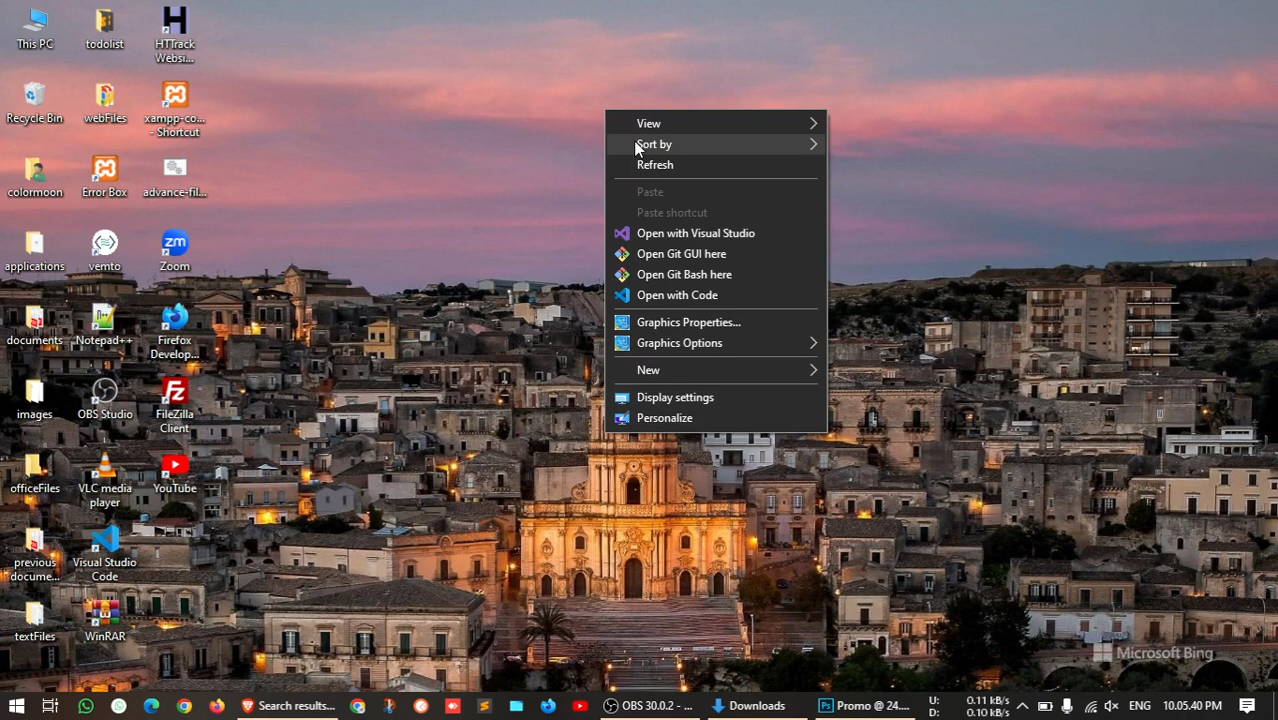 This PC
todolist
HTTrack
Websi...
Recycle Bin
webFiles
xampp-co...
- Shortcut
colormoon
Error Box
advance-fil...
applications
vemto
zm
Zoom
documents
Notepad++
Firefox
Develop...
images
OBS Studio
FileZilla
Client
officeFiles
VLC media
player
YouTube
previous
docume...
Visual Studio
Code
textFiles
WinRAR
View
Sort by
Refresh
Paste
Paste shortcut
Open with Visual Studio
Open Git GUI here
Open Git Bash here
Open with Code
Graphics Properties...
Graphics Options
New
Display settings
Personalize
Microsoft Bing
Search results...
OBS 30.0.2 - ...
Downloads
Ps
Promo @ 24....
U: 0.11 kB/s
D: 0.10 kB/s
ENG
10.05.40 PM